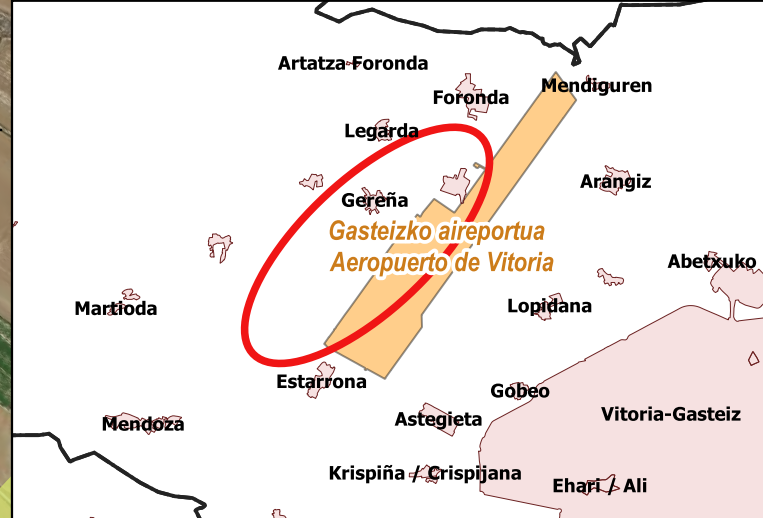 Artatza Foronda
Mendiguren
Foronda
Legarda
Arangiz
Gereña
Gasteizko aireportua
Aeropuerto de Vitoria
Abetxuko
Martioda
Lopidana
Estarrona
Gobeo
Vitoria-Gasteiz
Astegieta
Mendoza
Krispiña / Crispijana
Ehari / Ali